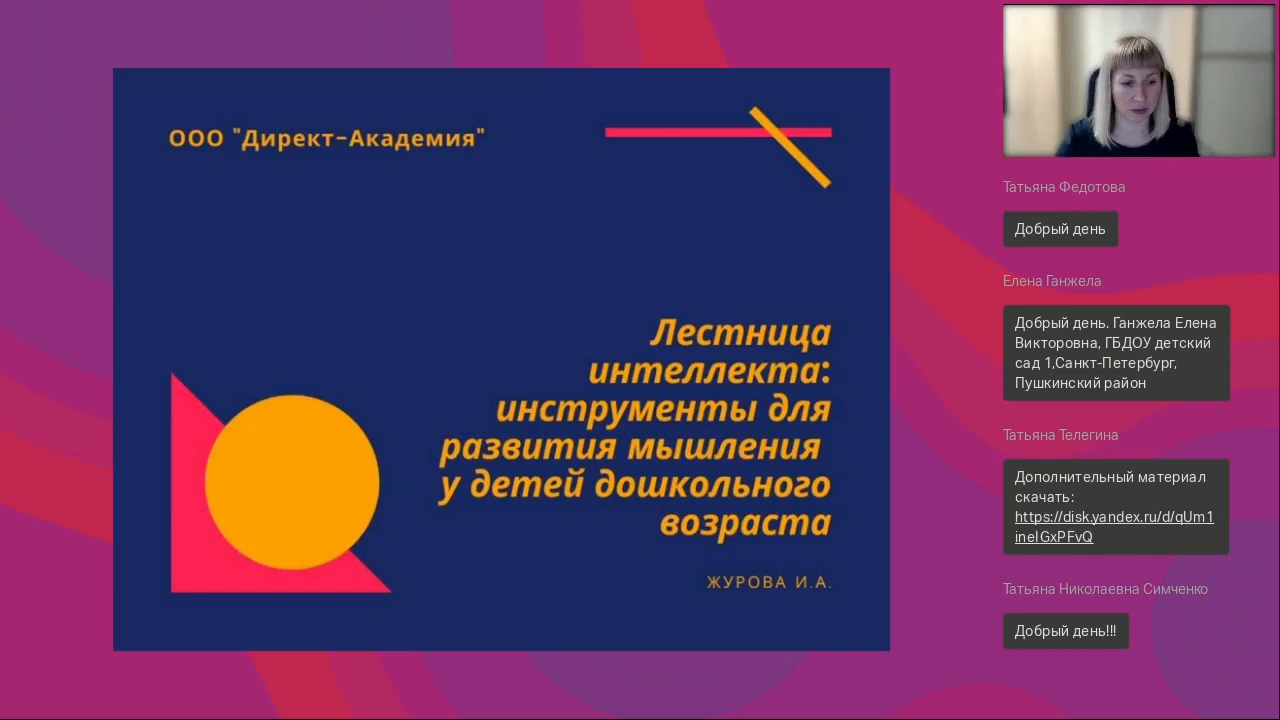 ООО "Директ-Академия"
Лестница
интеллекта:
инструменты для
развития мышления
у детей дошкольного
возраста
ЖУРОВА И.А.
Татьяна Федотова
Добрый день
Елена Ганжела
Добрый день. Ганжела Елена
Викторовна, ГБДОУ детский
сад 1,Санкт-Петербург,
Пушкинский район
Татьяна Телегина
Дополнительный материал
скачать:
https://disk.yandex.ru/d/qUm1
ineIGxPFvQ
Татьяна Николаевна Симченко
Добрый день!!!